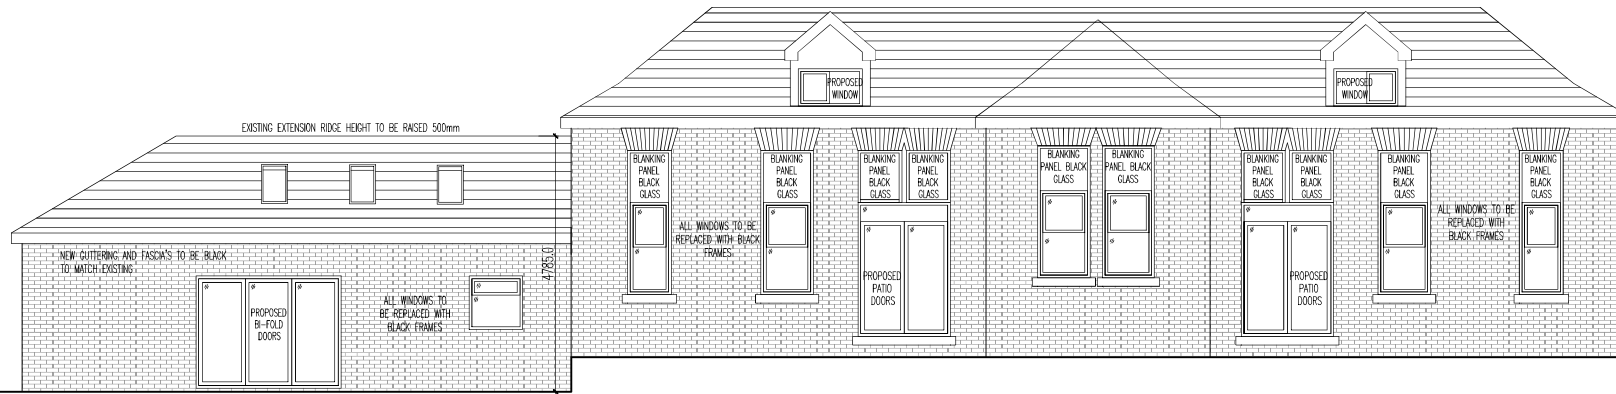 EXISTING EXTENSION RIDGE HEIGHT TO BE RAISED 500mm
NEW GUTTERING AND FASCIA'S TO BE BLACK
TO MATCH EXISTING
PROPOSED
BI-FOLD
DOORS
ALL WINDOWS TO
BE REPLACED WITH
BLACK FRAMES
4785.0
PROPOSED
WINDOW
PROPOSED
WINDOW
BLANKING
PANEL
BLACK
GLASS
ALL WINDOWS TO BE
REPLACED WITH BLACK
FRAMES
BLANKING
PANEL
BLACK
GLASS
BLANKING
PANEL
BLACK
GLASS
BLANKING
PANEL
BLACK
GLASS
PROPOSED
PATIO
DOORS
BLANKING
PANEL BLACK
GLASS
BLANKING
PANEL BLACK
GLASS
BLANKING
PANEL
BLACK
GLASS
BLANKING
PANEL
BLACK
GLASS
PROPOSED
PATIO
DOORS
BLANKING
PANEL
BLACK
GLASS
ALL WINDOWS TO BE
REPLACED WITH
BLACK FRAMES
BLANKING
PANEL
BLACK
GLASS